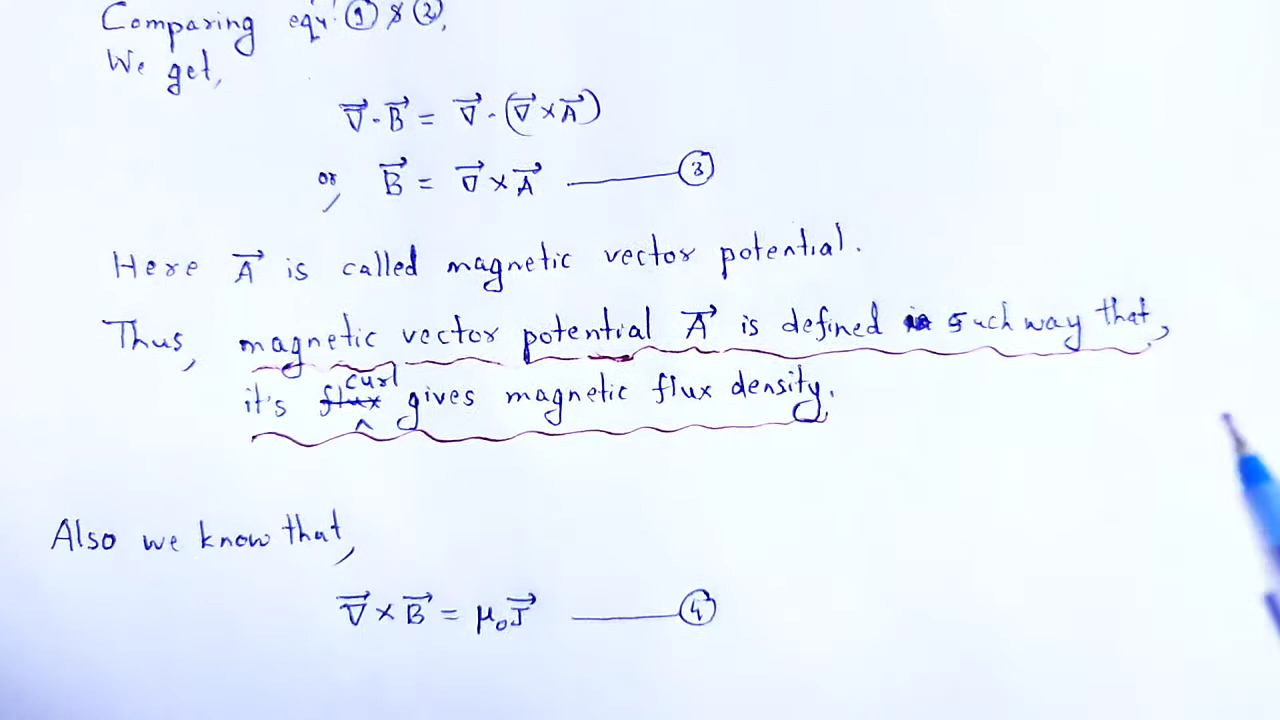 Comparing eqn. ① & ②,
We get,
∇⃗·B⃗ = ∇⃗·(∇⃗×A⃗)
or, B⃗ = ∇⃗×A⃗ ——— ③
Here A⃗ is called magnetic vector potential.
Thus, magnetic vector potential A⃗ is defined such way that,
it's curl gives magnetic flux density.
Also we know that,
∇⃗×B⃗ = μ₀J⃗ ——— ④